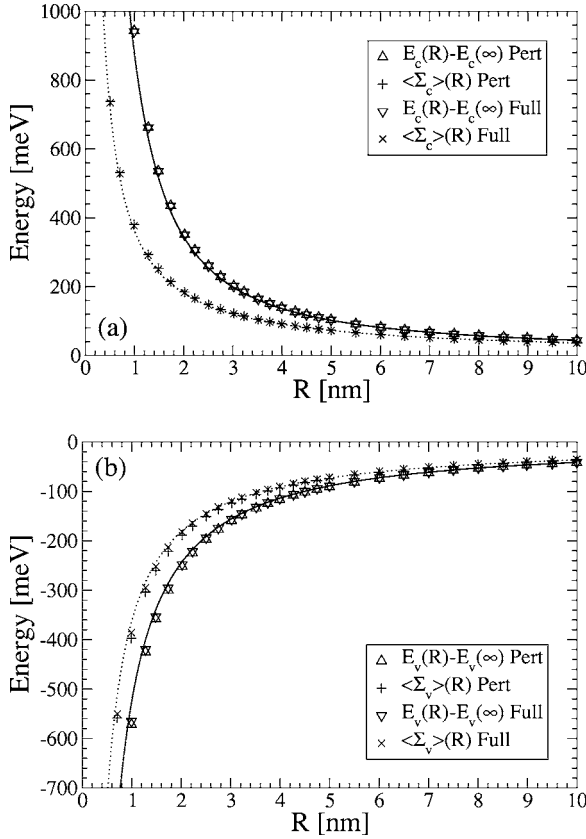 1000
800
600
400
200
0
Energy [meV]
△ E_c(R)-E_c(∞) Pert
+ <Σ_c>(R) Pert
▽ E_c(R)-E_c(∞) Full
× <Σ_c>(R) Full
(a)
0 1 2 3 4 5 6 7 8 9 10
R [nm]
(b)
0
-100
-200
-300
-400
-500
-600
-700
Energy [meV]
△ E_v(R)-E_v(∞) Pert
+ <Σ_v>(R) Pert
▽ E_v(R)-E_v(∞) Full
× <Σ_v>(R) Full
0 1 2 3 4 5 6 7 8 9 10
R [nm]